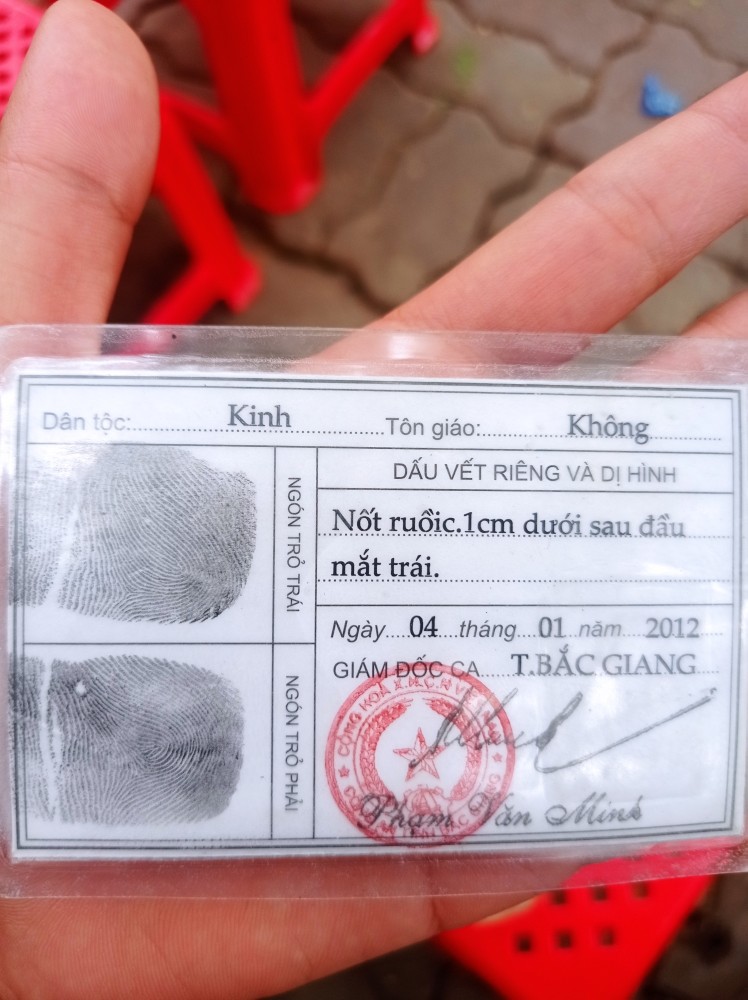 Dân tộc: Kinh Tôn giáo: Không
DẤU VẾT RIÊNG VÀ DỊ HÌNH
NGÓN TRỎ TRÁI
Nốt ruồic.1cm dưới sau đầu
mắt trái.
Ngày 04 tháng 01 năm 2012
GIÁM ĐỐC CA T.BẮC GIANG
NGÓN TRỎ PHẢI
CỘNG HOÀ X.H.C.N V
Phạm Văn Minh